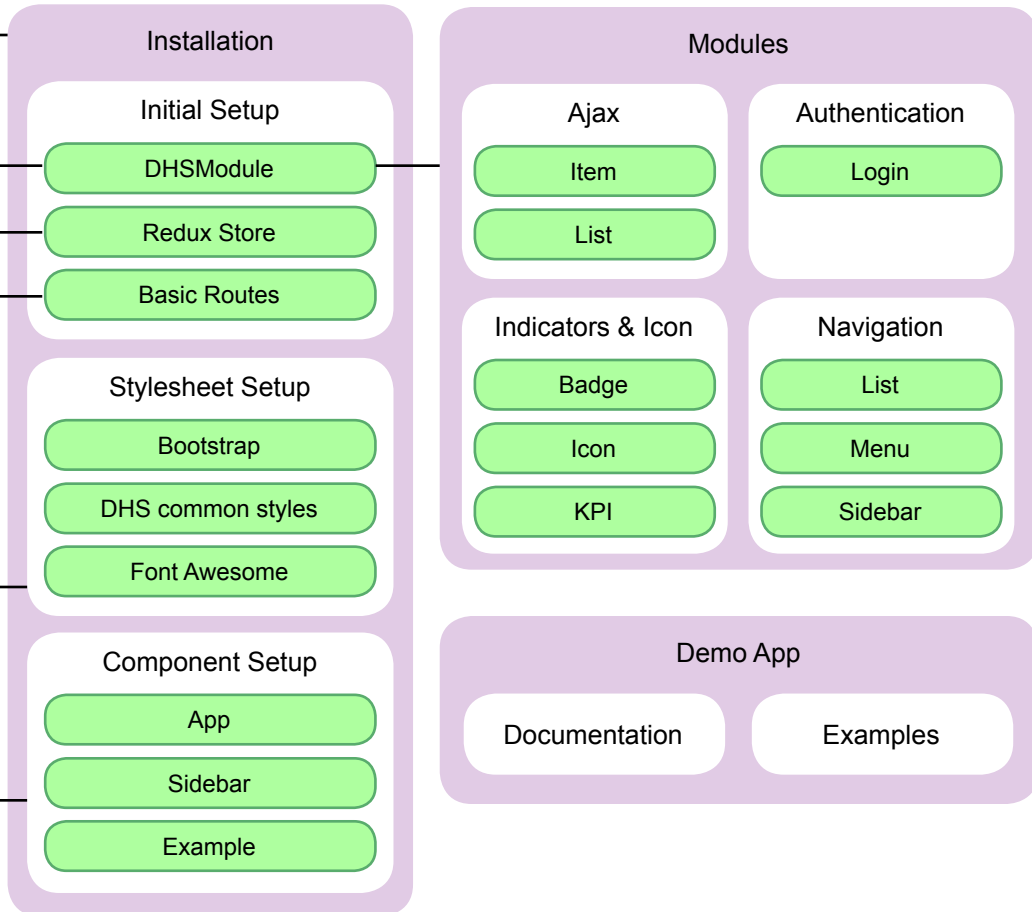 Installation
Initial Setup
DHSModule
Redux Store
Basic Routes
Stylesheet Setup
Bootstrap
DHS common styles
Font Awesome
Component Setup
App
Sidebar
Example
Modules
Ajax
Item
List
Authentication
Login
Indicators & Icon
Badge
Icon
KPI
Navigation
List
Menu
Sidebar
Demo App
Documentation
Examples